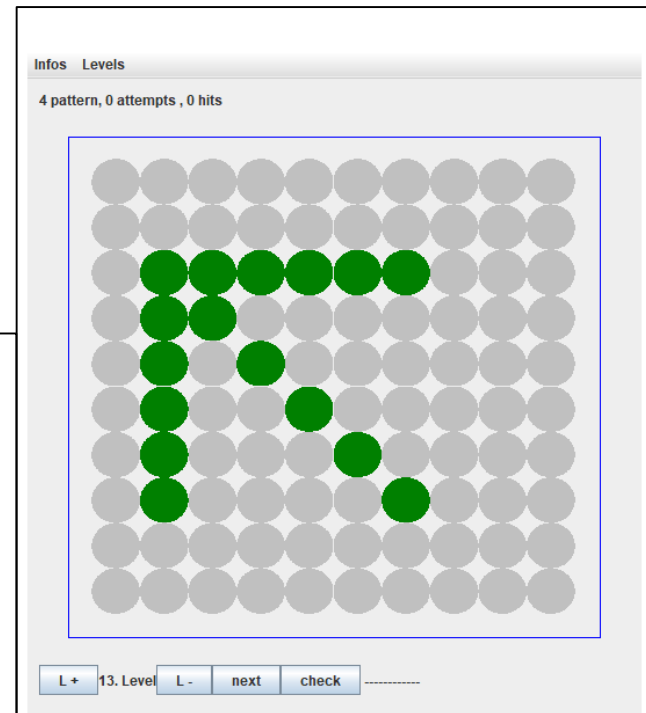 Infos Levels
4 pattern, 0 attempts , 0 hits
L + 13. Level L - next check ------------